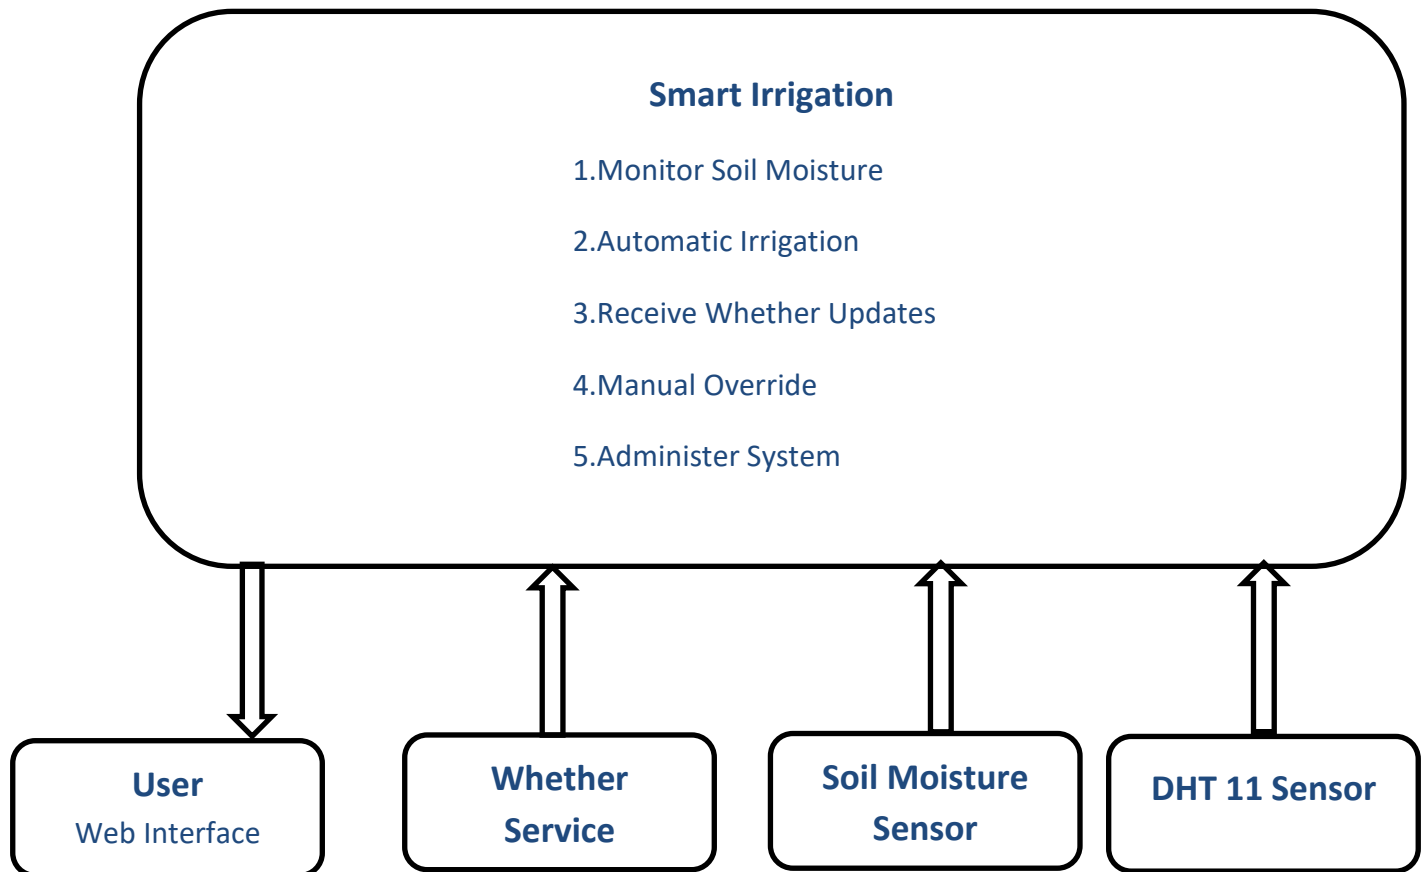 Smart Irrigation
1.Monitor Soil Moisture
2.Automatic Irrigation
3.Receive Whether Updates
4.Manual Override
5.Administer System
User
Web Interface
Whether
Service
Soil Moisture
Sensor
DHT 11 Sensor